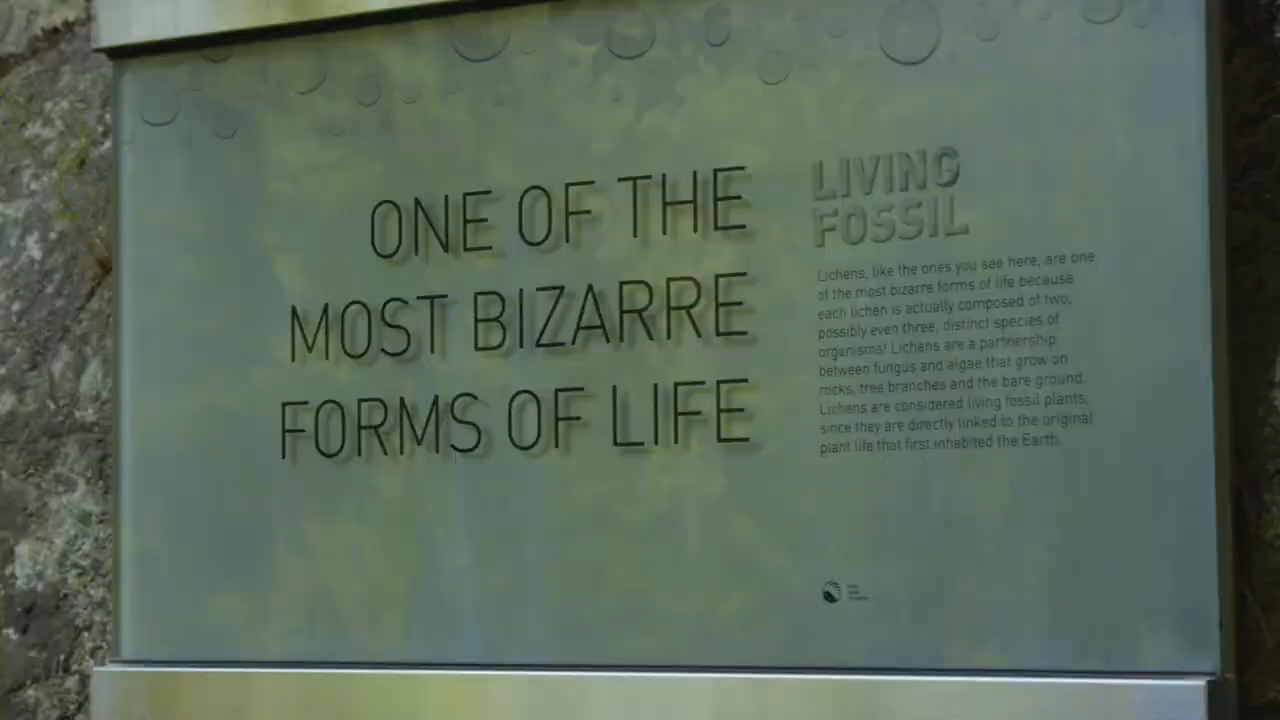 ONE OF THE
MOST BIZARRE
FORMS OF LIFE
LIVING
FOSSIL
Lichens, like the ones you see here, are one
of the most bizarre forms of life because
each lichen is actually composed of two,
possibly even three, distinct species of
organisms! Lichens are a partnership
between fungus and algae that grow on
rocks, tree branches and the bare ground.
Lichens are considered living fossil plants,
since they are directly linked to the original
plant life that first inhabited the Earth.